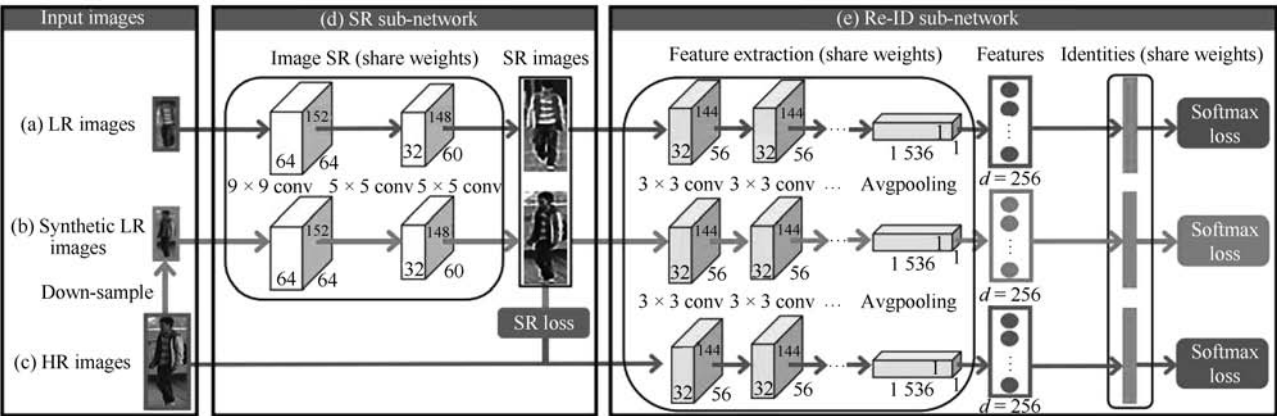 Input images
(d) SR sub-network
(e) Re-ID sub-network
Image SR (share weights)
SR images
Feature extraction (share weights)
Features
Identities (share weights)
(a) LR images
152
64
64
148
32
60
144
32
56
144
32
56
1
1 536
1
Softmax
loss
9 × 9 conv
5 × 5 conv
5 × 5 conv
3 × 3 conv
3 × 3 conv
...
Avgpooling
d = 256
(b) Synthetic LR
images
152
64
64
148
32
60
144
32
56
144
32
56
1
1 536
1
Softmax
loss
Down-sample
SR loss
3 × 3 conv
3 × 3 conv
...
Avgpooling
d = 256
(c) HR images
144
32
56
144
32
56
1
1 536
1
Softmax
loss
d = 256